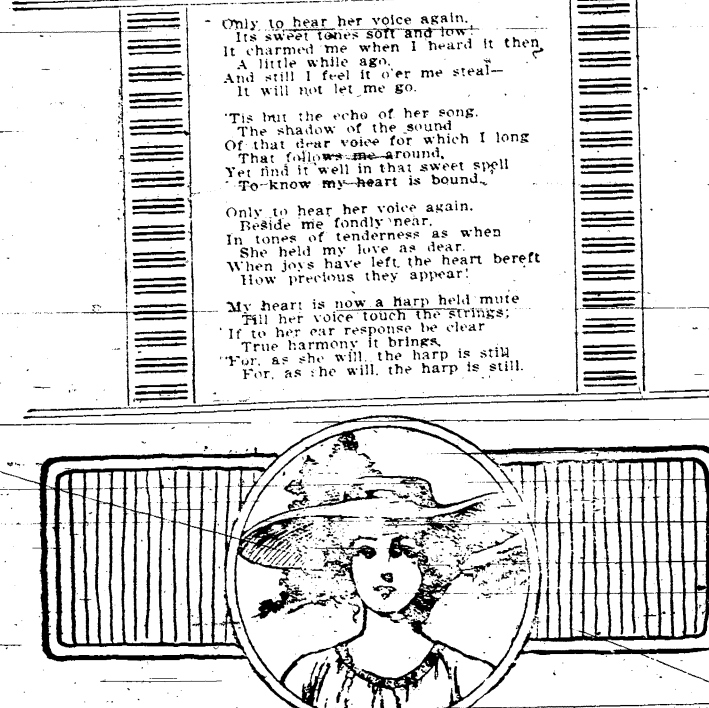 Only to hear her voice again,
Its sweet tones soft and low!
It charmed me when I heard it then,
A little while ago,
And still I feel it o'er me steal—
It will not let me go.
'Tis but the echo of her song,
The shadow of the sound
Of that dear voice for which I long
That follows me around,
Yet find it well in that sweet spell
To know my heart is bound.
Only to hear her voice again,
Beside me fondly near,
In tones of tenderness as when
She held my love as dear.
When joys have left the heart bereft
How precious they appear!
My heart is now a harp held mute
Till her voice touch the strings;
If to her ear response be clear
True harmony it brings,
For, as she will, the harp is still
For, as she will, the harp is still.